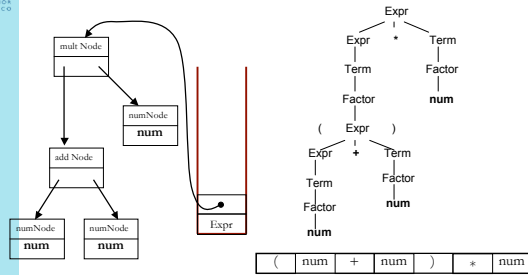 Expr
Expr * Term
mult Node
Term Factor
Factor num
numNode
num
( Expr )
Expr + Term
add Node
Term Factor
num
Factor
num
numNode numNode
num num
Expr
( num + num ) * num